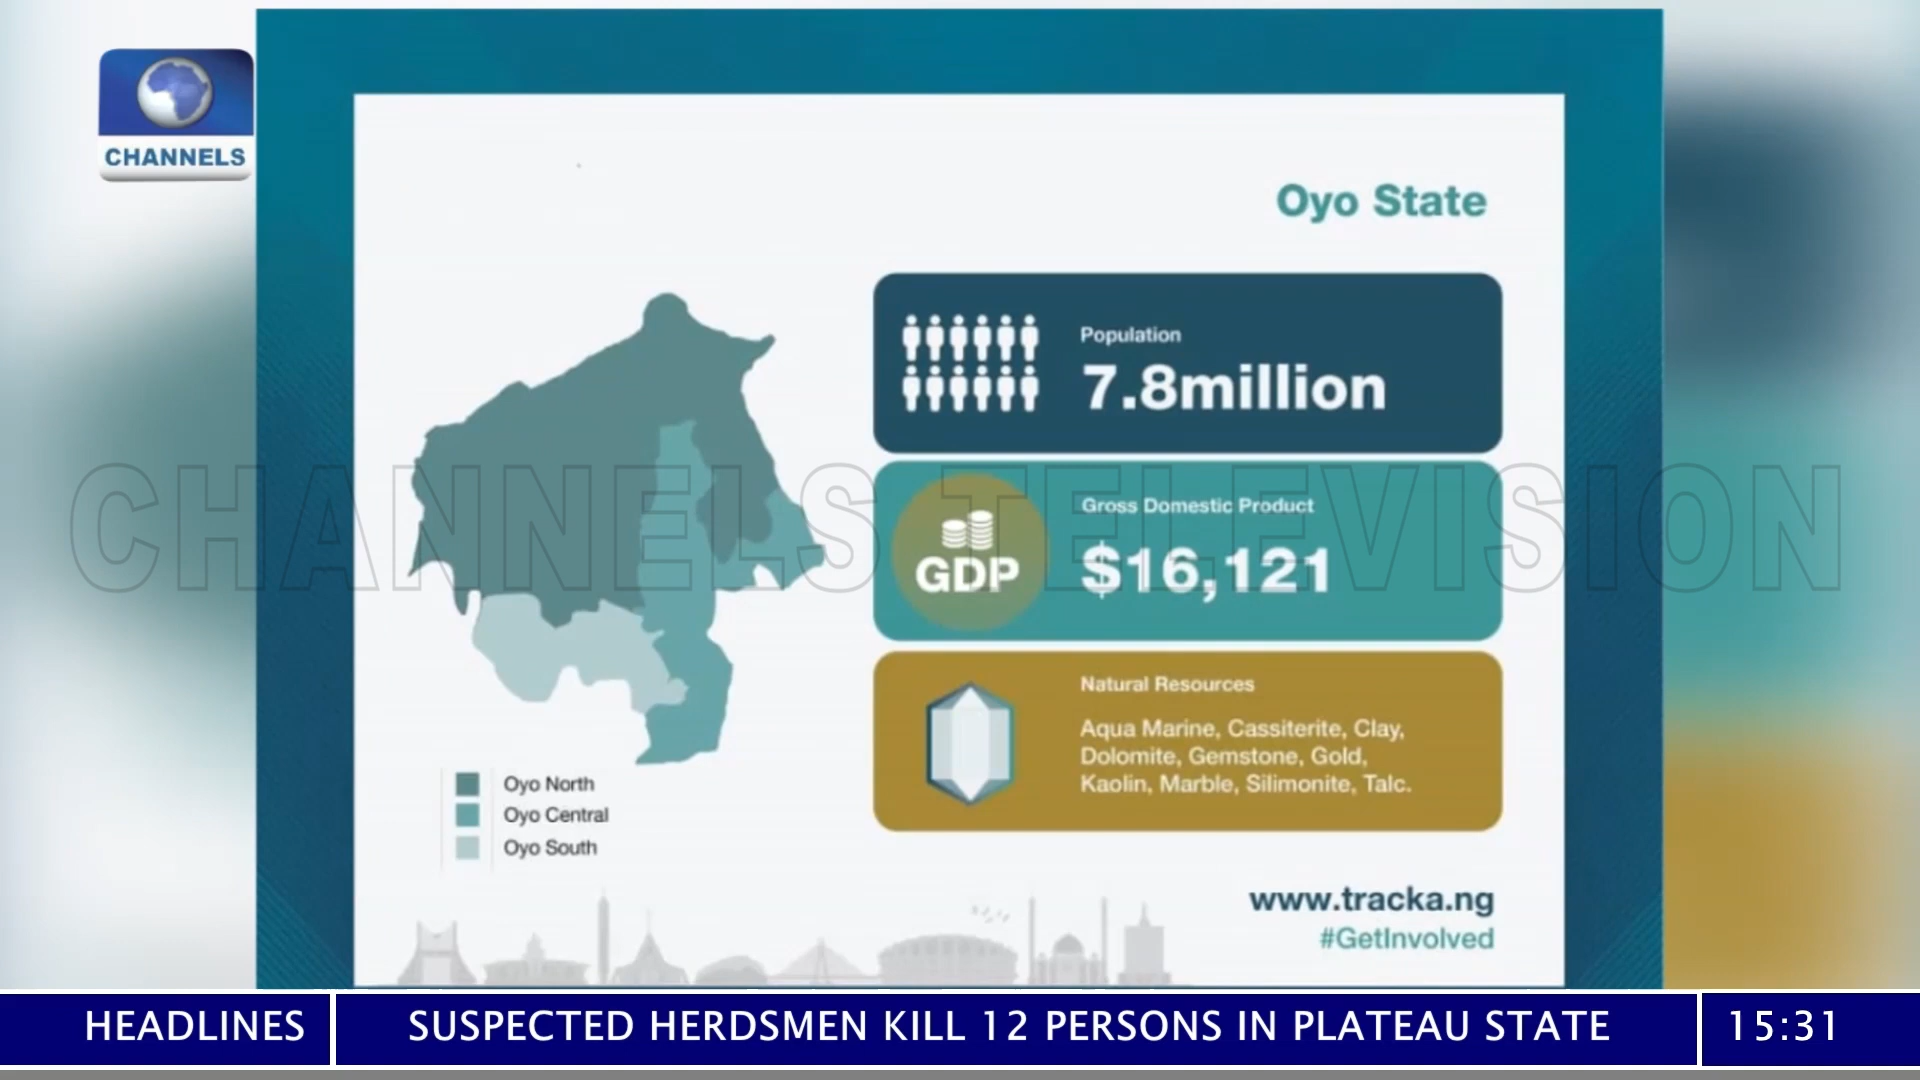 CHANNELS
Oyo State
Population
7.8million
Gross Domestic Product
GDP
$16,121
Natural Resources
Aqua Marine, Cassiterite, Clay,
Dolomite, Gemstone, Gold,
Kaolin, Marble, Silimonite, Talc.
Oyo North
Oyo Central
Oyo South
CHANNELS TELEVISION
www.tracka.ng
#GetInvolved
HEADLINES
SUSPECTED HERDSMEN KILL 12 PERSONS IN PLATEAU STATE
15:31